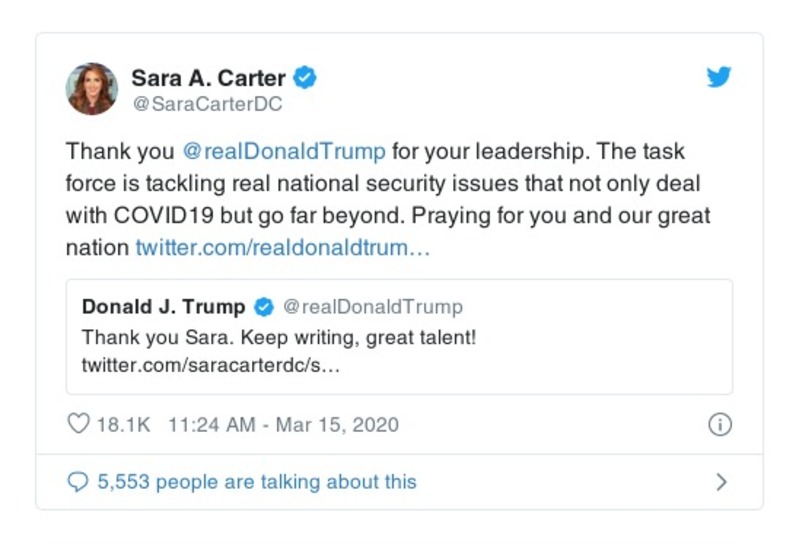 Sara A. Carter
@SaraCarterDC
Thank you @realDonaldTrump for your leadership. The task
force is tackling real national security issues that not only deal
with COVID19 but go far beyond. Praying for you and our great
nation twitter.com/realdonaldtrum…
Donald J. Trump @realDonaldTrump
Thank you Sara. Keep writing, great talent!
twitter.com/saracarterdc/s…
18.1K 11:24 AM - Mar 15, 2020
5,553 people are talking about this